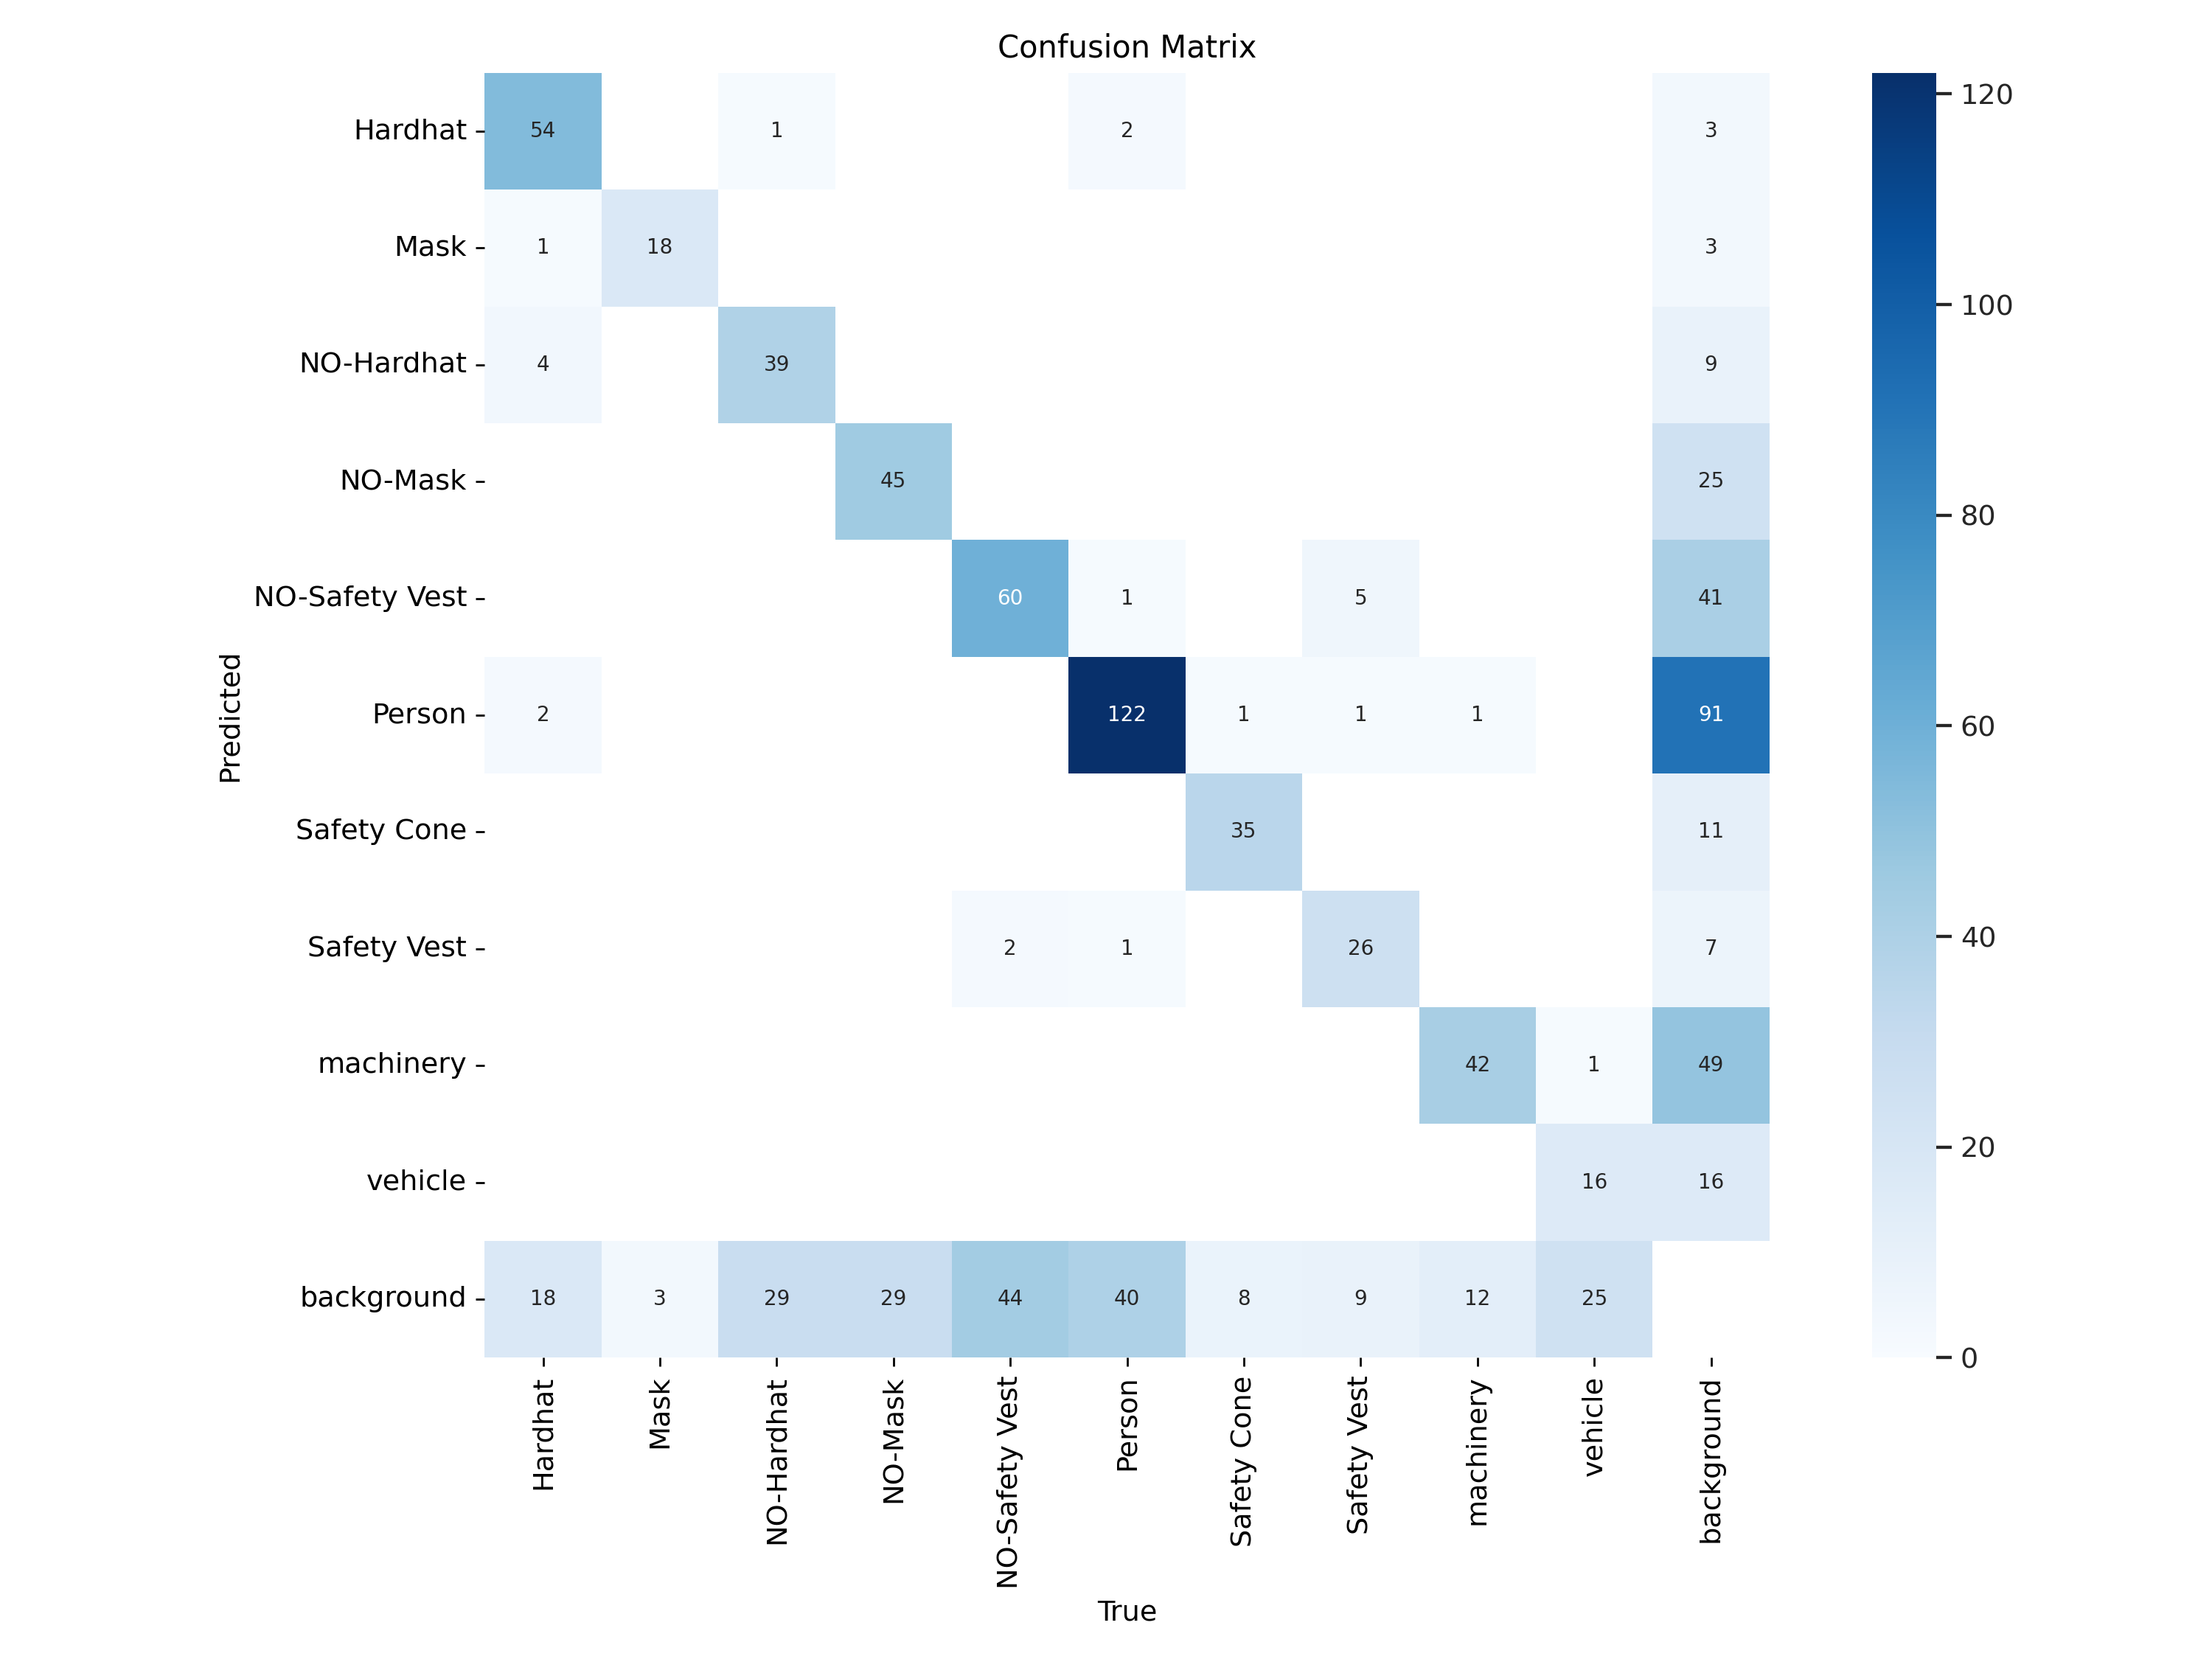 Confusion Matrix
Hardhat 54 1 2 3
Mask 1 18 3
NO-Hardhat 4 39 9
NO-Mask 45 25
NO-Safety Vest 60 1 5 41
Person 2 122 1 1 1 91
Safety Cone 35 11
Safety Vest 2 1 26 7
machinery 42 1 49
vehicle 16 16
background 18 3 29 29 44 40 8 9 12 25
Predicted
Hardhat
Mask
NO-Hardhat
NO-Mask
NO-Safety Vest
Person
Safety Cone
Safety Vest
machinery
vehicle
background
True
120
100
80
60
40
20
0